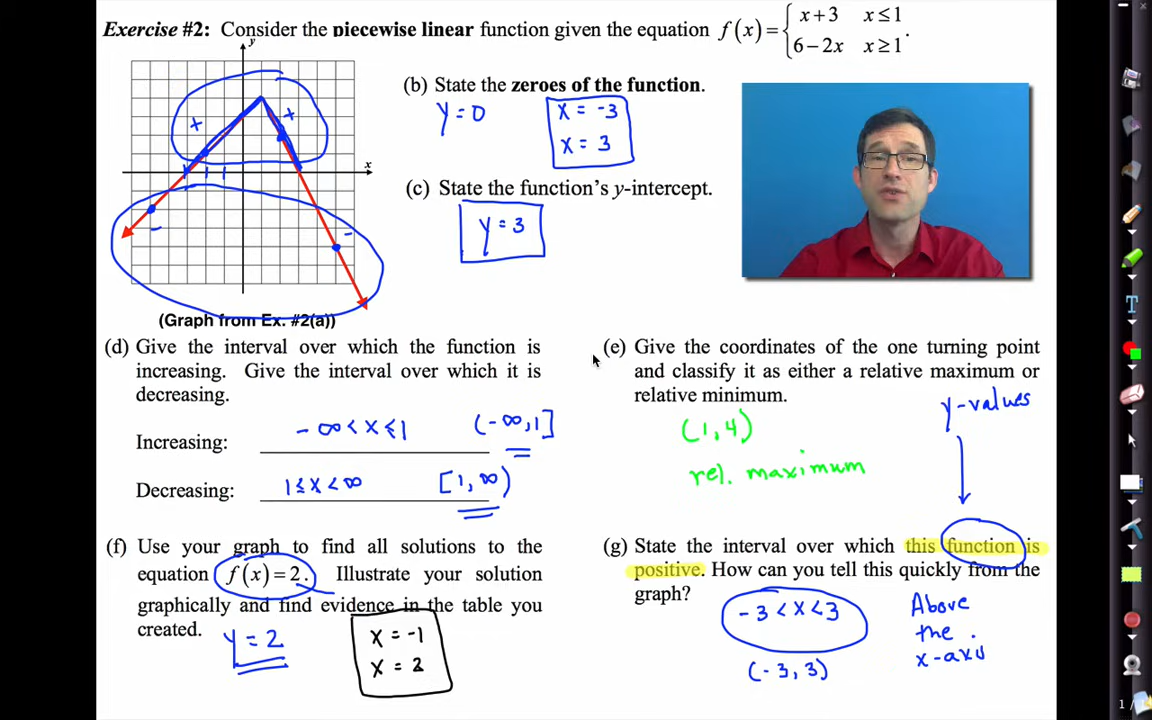 Exercise #2: Consider the piecewise linear function given the equation f(x) = { x+3 x≤1
6−2x x≥1 .
y
x
+
+
−
−
(Graph from Ex. #2(a))
(b) State the zeroes of the function.
y = 0
x = -3
x = 3
(c) State the function's y-intercept.
y = 3
(d) Give the interval over which the function is
increasing. Give the interval over which it is
decreasing.
Increasing: -∞ < x ≤ 1 (-∞, 1]
Decreasing: 1 ≤ x < ∞ [1, ∞)
(e) Give the coordinates of the one turning point
and classify it as either a relative maximum or
relative minimum.
(1, 4)
rel. maximum
y-values
(f) Use your graph to find all solutions to the
equation f(x) = 2. Illustrate your solution
graphically and find evidence in the table you
created.
y = 2
x = -1
x = 2
(g) State the interval over which this function is
positive. How can you tell this quickly from the
graph?
-3 < x < 3
(-3, 3)
Above
the
x-axis
T
1 /